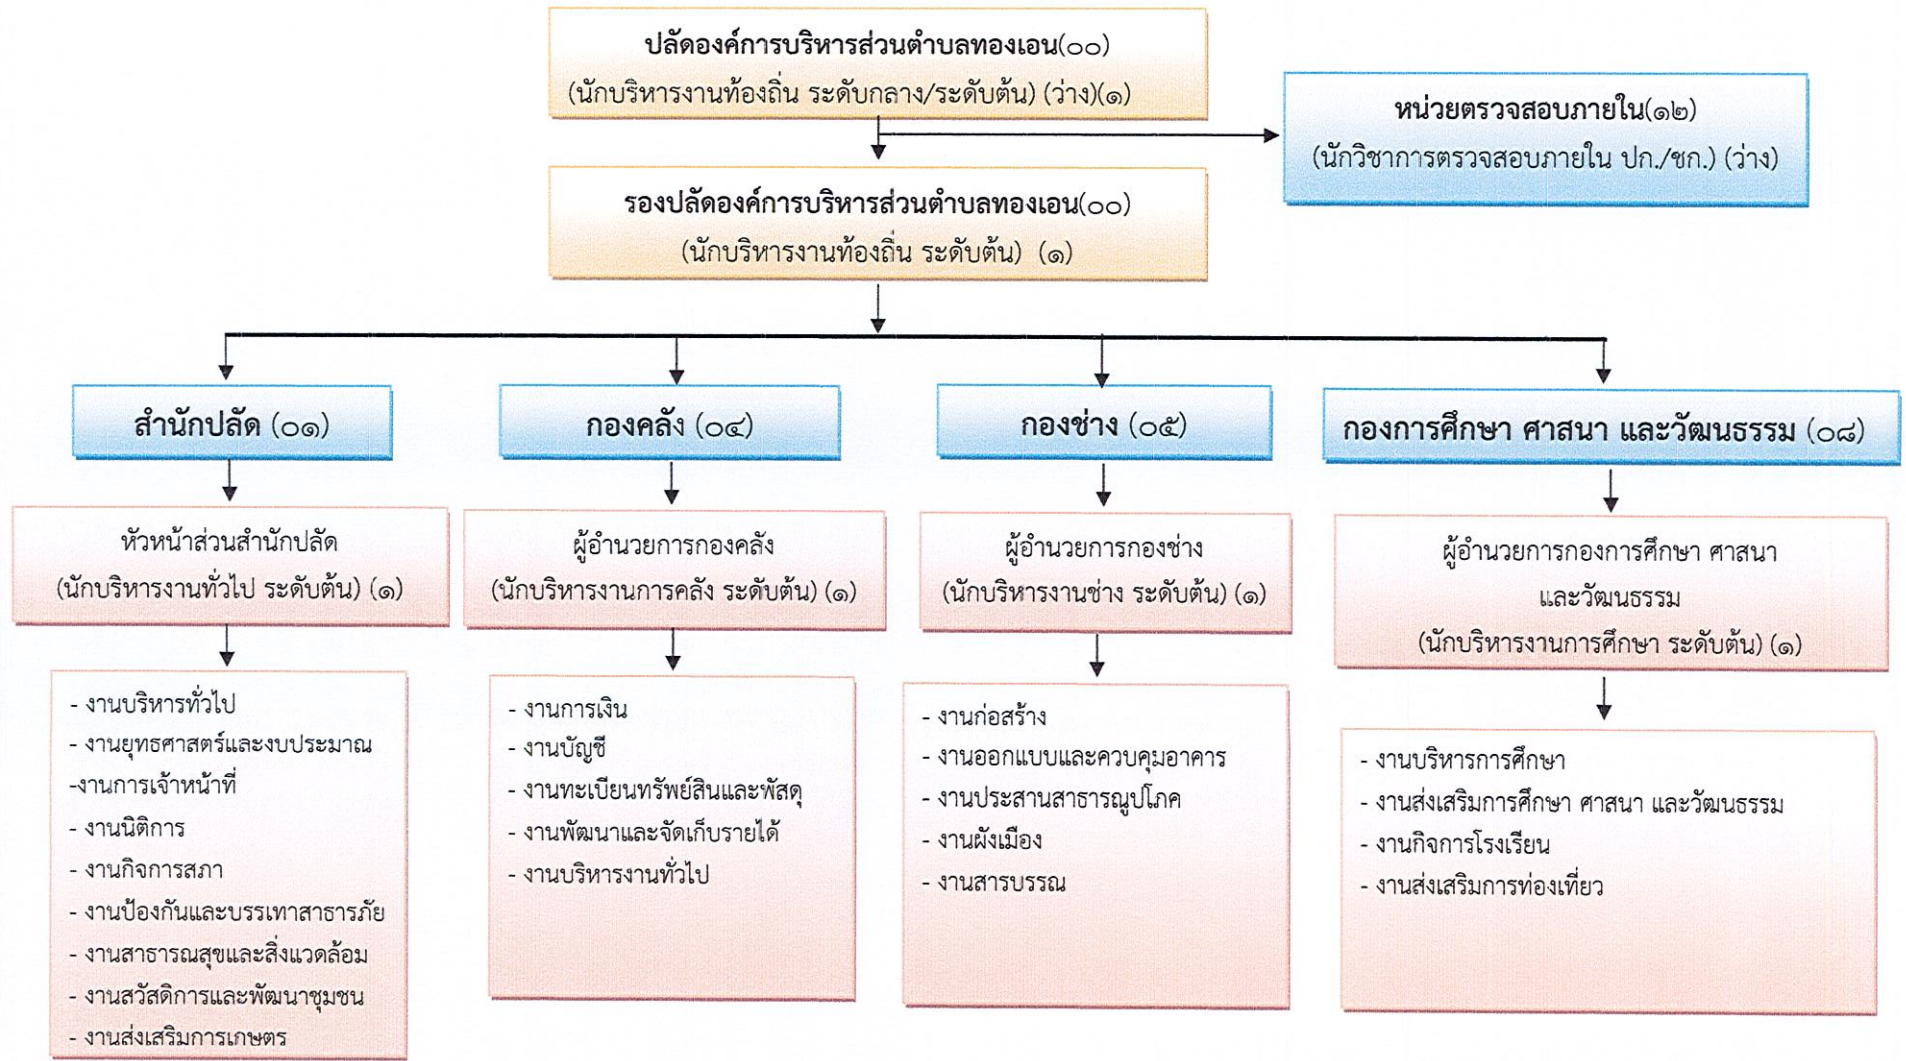 ปลัดองค์การบริหารส่วนตำบลทองเอน(๐๐)
(นักบริหารงานท้องถิ่น ระดับกลาง/ระดับต้น) (ว่าง)(๑)
หน่วยตรวจสอบภายใน(๑๒)
(นักวิชาการตรวจสอบภายใน ปก./ชก.) (ว่าง)
รองปลัดองค์การบริหารส่วนตำบลทองเอน(๐๐)
(นักบริหารงานท้องถิ่น ระดับต้น) (๑)
สำนักปลัด (๐๑)
หัวหน้าส่วนสำนักปลัด
(นักบริหารงานทั่วไป ระดับต้น) (๑)
- งานบริหารทั่วไป
- งานยุทธศาสตร์และงบประมาณ
-งานการเจ้าหน้าที่
- งานนิติการ
- งานกิจการสภา
- งานป้องกันและบรรเทาสาธารภัย
- งานสาธารณสุขและสิ่งแวดล้อม
- งานสวัสดิการและพัฒนาชุมชน
- งานส่งเสริมการเกษตร
กองคลัง (๐๔)
ผู้อำนวยการกองคลัง
(นักบริหารงานการคลัง ระดับต้น) (๑)
- งานการเงิน
- งานบัญชี
- งานทะเบียนทรัพย์สินและพัสดุ
- งานพัฒนาและจัดเก็บรายได้
- งานบริหารงานทั่วไป
กองช่าง (๐๕)
ผู้อำนวยการกองช่าง
(นักบริหารงานช่าง ระดับต้น) (๑)
- งานก่อสร้าง
- งานออกแบบและควบคุมอาคาร
- งานประสานสาธารณูปโภค
- งานผังเมือง
- งานสารบรรณ
กองการศึกษา ศาสนา และวัฒนธรรม (๐๘)
ผู้อำนวยการกองการศึกษา ศาสนา
และวัฒนธรรม
(นักบริหารงานการศึกษา ระดับต้น) (๑)
- งานบริหารการศึกษา
- งานส่งเสริมการศึกษา ศาสนา และวัฒนธรรม
- งานกิจการโรงเรียน
- งานส่งเสริมการท่องเที่ยว